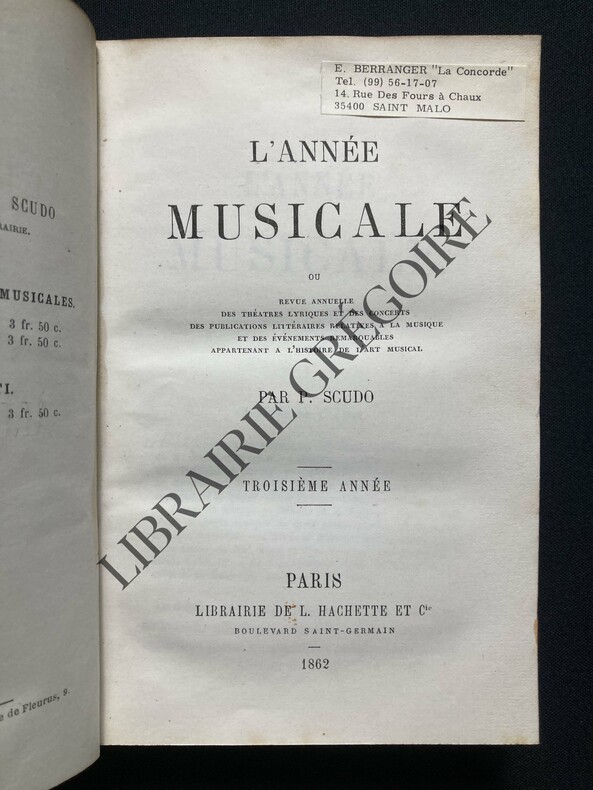 SCUDO
MUSICALES.
3 fr. 50 c.
3 fr. 50 c.
3 fr. 50 c.
de Fleurus, 9.
E. BERRANGER "La Concorde"
Tel. (99) 56-17-07
14. Rue Des Fours à Chaux
35400 SAINT MALO
L'ANNÉE
MUSICALE
OU
REVUE ANNUELLE
DES THÉATRES LYRIQUES ET DES CONCERTS
DES PUBLICATIONS LITTÉRAIRES RELATIVES A LA MUSIQUE
ET DES ÉVÉNEMENTS REMARQUABLES
APPARTENANT A L'HISTOIRE DE L'ART MUSICAL
PAR P. SCUDO
TROISIÈME ANNÉE
PARIS
LIBRAIRIE DE L. HACHETTE ET Cie
BOULEVARD SAINT-GERMAIN
1862
LIBRAIRIE GRÉGOIRE